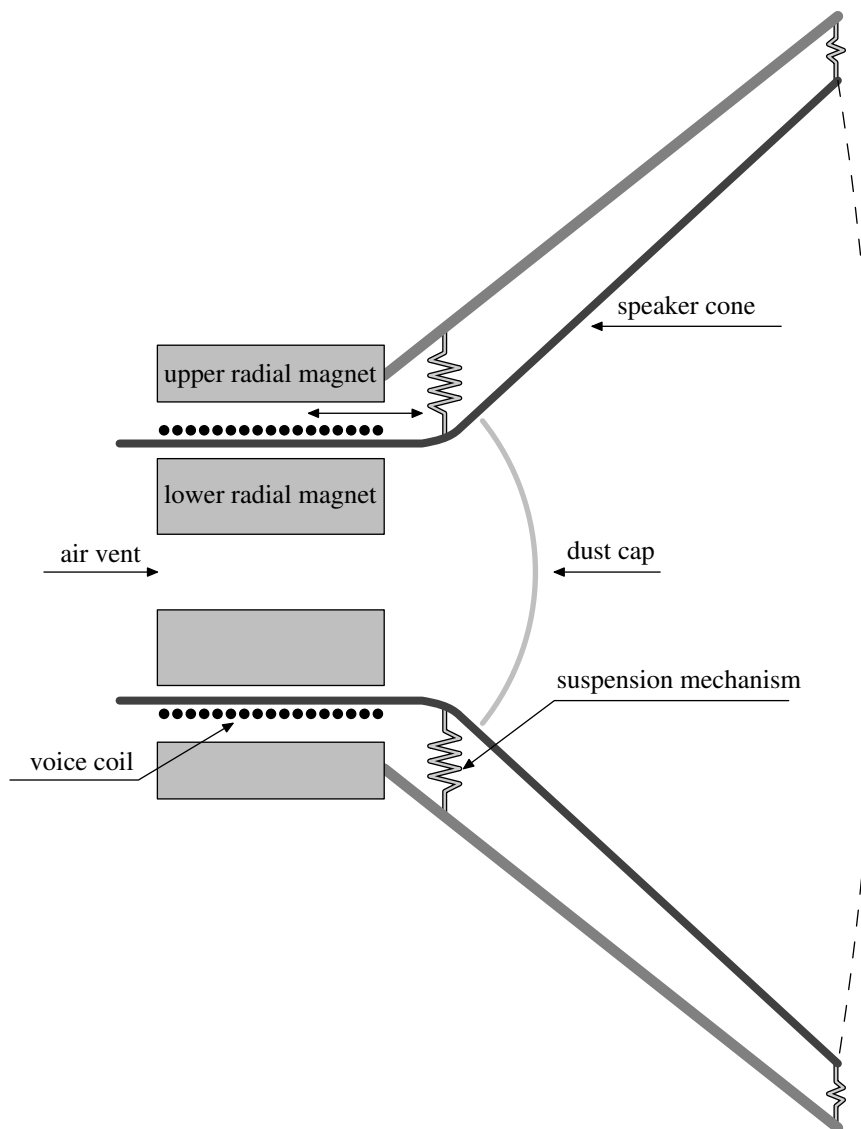 speaker cone
upper radial magnet
lower radial magnet
air vent
dust cap
suspension mechanism
voice coil